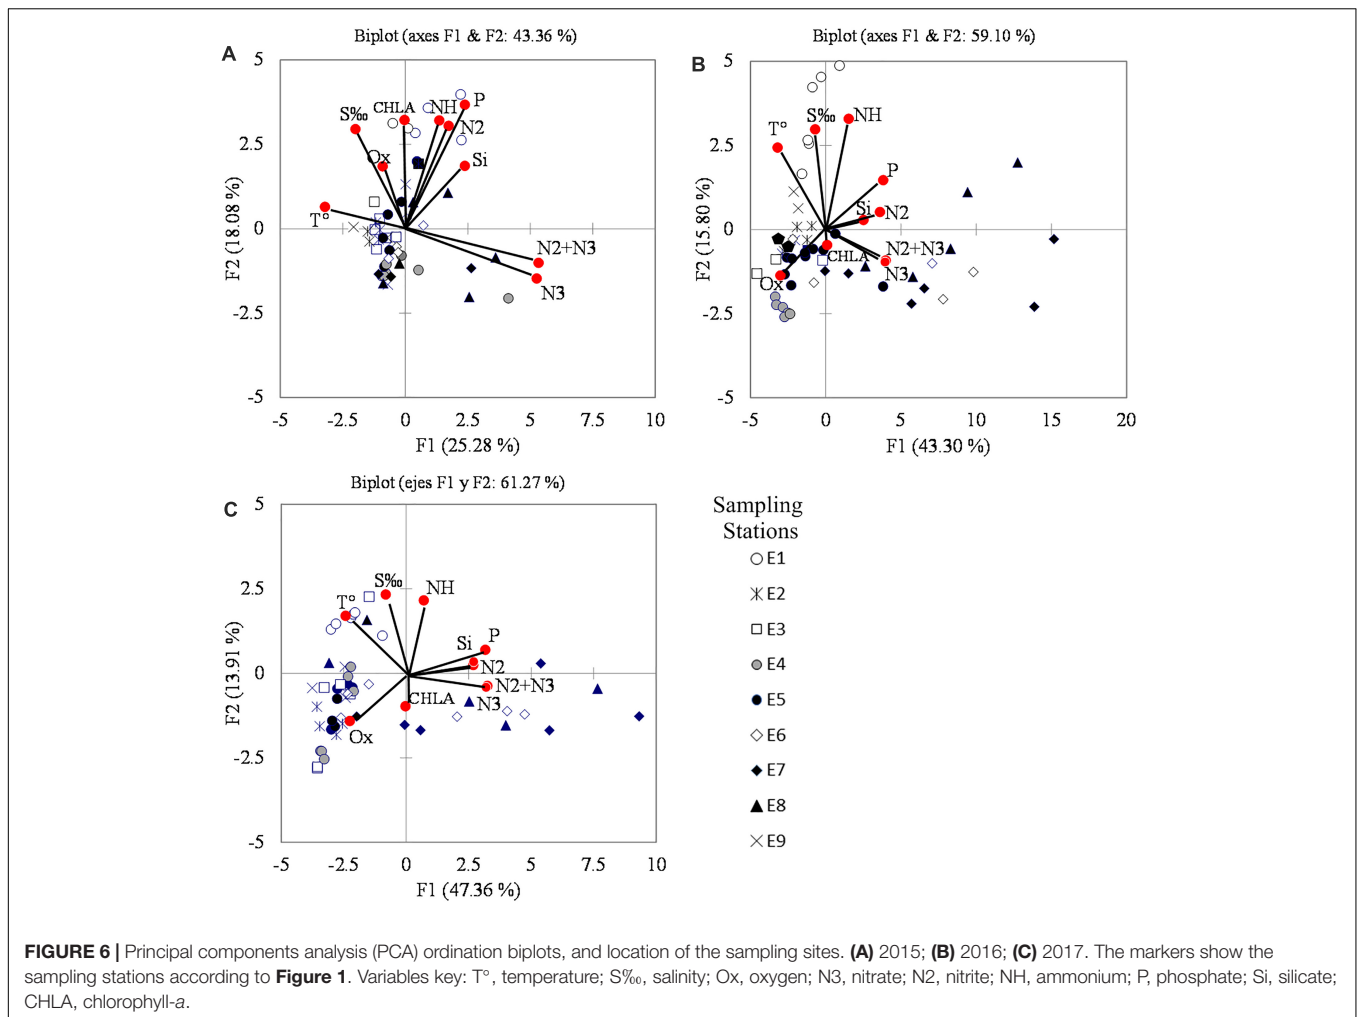 Biplot (axes F1 & F2: 43.36 %)
A
5
2.5
0
-2.5
-5
F2 (18.08 %)
S‰
CHLA
NH
P
N2
Ox
Si
T°
N2+N3
N3
-5
-2.5
0
2.5
5
7.5
10
F1 (25.28 %)
Biplot (axes F1 & F2: 59.10 %)
B
5
2.5
0
-2.5
-5
F2 (15.80 %)
T°
S‰
NH
P
Si
N2
N2+N3
CHLA
N3
Ox
-5
0
5
10
15
20
F1 (43.30 %)
Biplot (ejes F1 y F2: 61.27 %)
C
5
2.5
0
-2.5
-5
F2 (13.91 %)
S‰
NH
T°
P
Si
N2
N2+N3
CHLA
N3
Ox
-5
-2.5
0
2.5
5
7.5
10
F1 (47.36 %)
Sampling
Stations
E1
E2
E3
E4
E5
E6
E7
E8
E9
FIGURE 6 | Principal components analysis (PCA) ordination biplots, and location of the sampling sites. (A) 2015; (B) 2016; (C) 2017. The markers show the
sampling stations according to Figure 1. Variables key: T°, temperature; S‰, salinity; Ox, oxygen; N3, nitrate; N2, nitrite; NH, ammonium; P, phosphate; Si, silicate;
CHLA, chlorophyll-a.